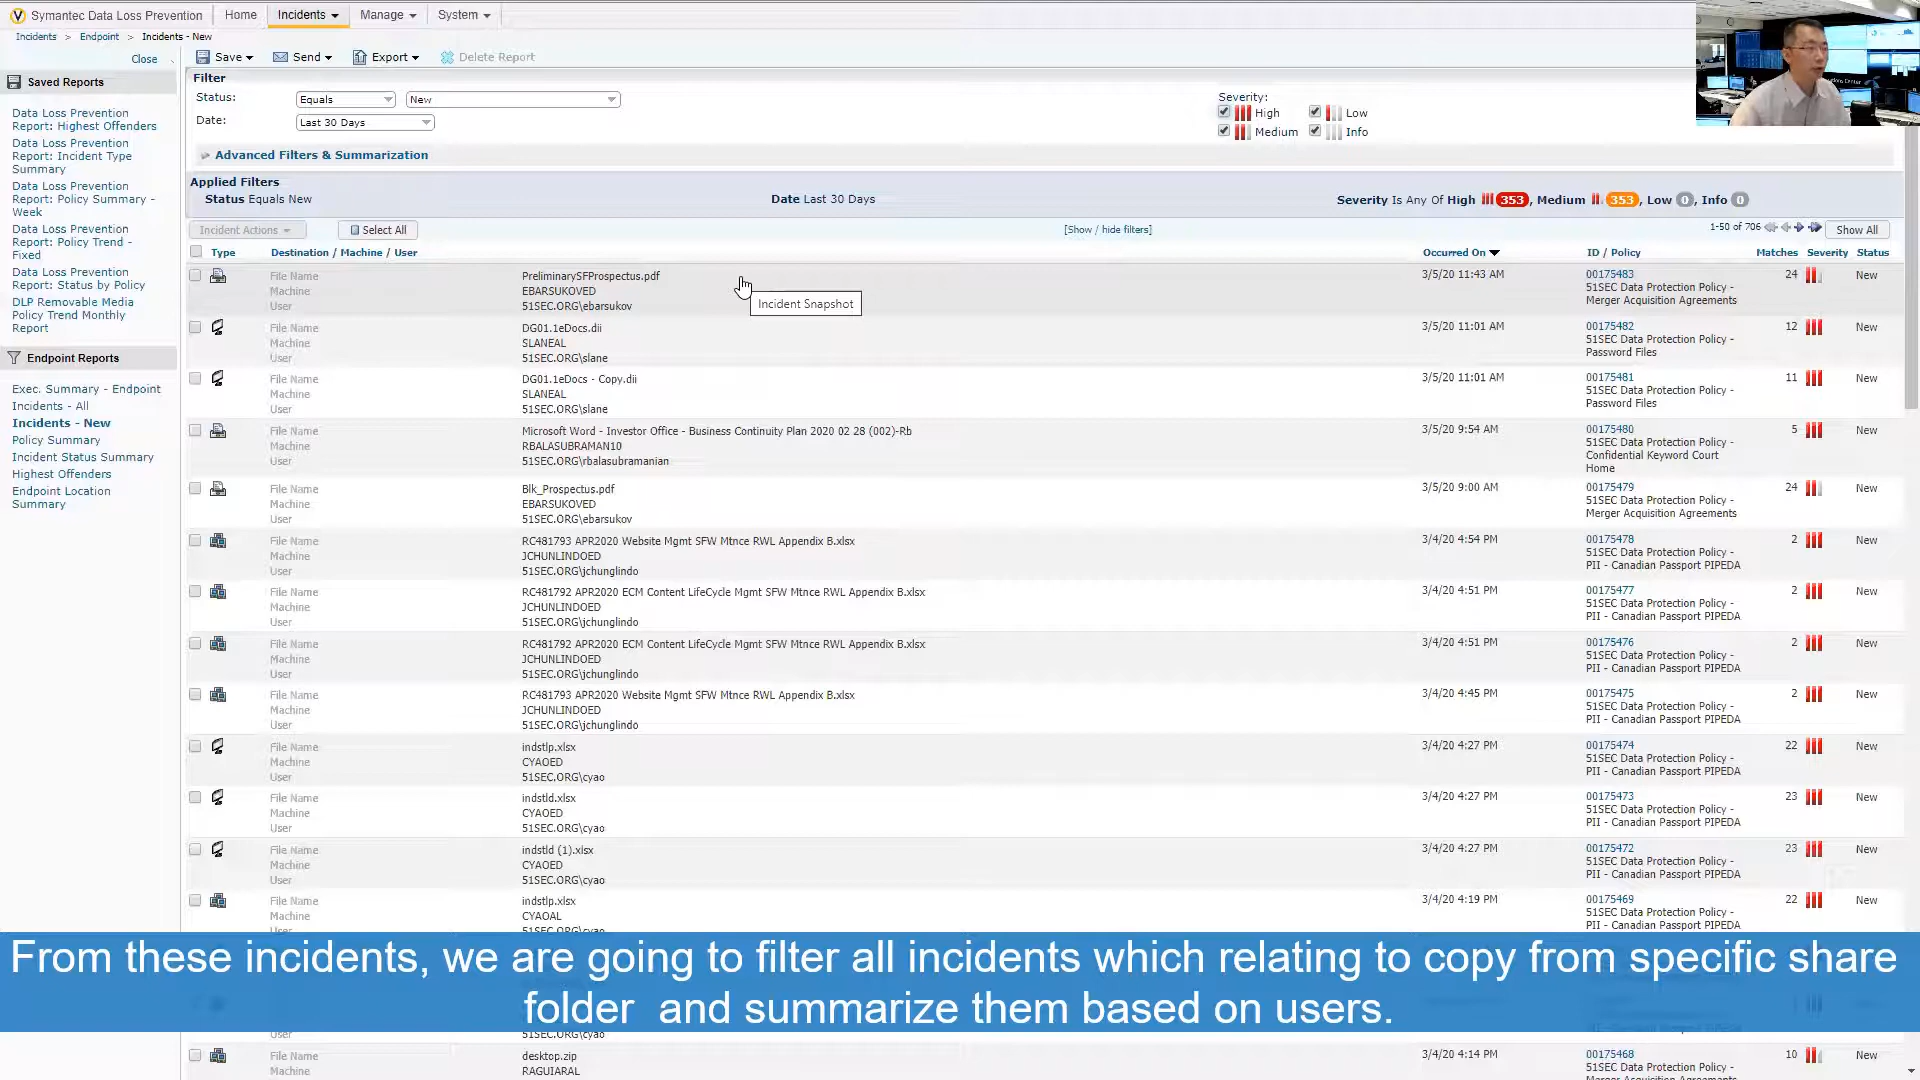 Symantec Data Loss Prevention
Home
Incidents
Manage
System
Incidents > Endpoint > Incidents - New
Close
Save
Send
Export
Delete Report
Saved Reports
Data Loss Prevention
Report: Highest Offenders
Data Loss Prevention
Report: Incident Type
Summary
Data Loss Prevention
Report: Policy Summary -
Week
Data Loss Prevention
Report: Policy Trend -
Fixed
Data Loss Prevention
Report: Status by Policy
DLP Removable Media
Policy Trend Monthly
Report
Endpoint Reports
Exec. Summary - Endpoint
Incidents - All
Incidents - New
Policy Summary
Incident Status Summary
Highest Offenders
Endpoint Location
Summary
Filter
Status: Equals New
Date: Last 30 Days
Severity:
High Low
Medium Info
Advanced Filters & Summarization
Applied Filters
Status Equals New
Date Last 30 Days
Severity Is Any Of High 353, Medium 353, Low 0, Info 0
Incident Actions
Select All
[Show / hide filters]
1-50 of 706
Show All
Type Destination / Machine / User Occurred On ID / Policy Matches Severity Status
File Name PreliminarySFProspectus.pdf 3/5/20 11:43 AM 00175483 24 New
Machine EBARSUKOVED 51SEC Data Protection Policy -
User 51SEC.ORG\ebarsukov Merger Acquisition Agreements
Incident Snapshot
File Name DG01.1eDocs.dii 3/5/20 11:01 AM 00175482 12 New
Machine SLANEAL 51SEC Data Protection Policy -
User 51SEC.ORG\slane Password Files
File Name DG01.1eDocs - Copy.dii 3/5/20 11:01 AM 00175481 11 New
Machine SLANEAL 51SEC Data Protection Policy -
User 51SEC.ORG\slane Password Files
File Name Microsoft Word - Investor Office - Business Continuity Plan 2020 02 28 (002)-Rb 3/5/20 9:54 AM 00175480 5 New
Machine RBALASUBRAMAN10 51SEC Data Protection Policy -
User 51SEC.ORG\rbalasubramanian Confidential Keyword Court
Home
File Name Blk_Prospectus.pdf 3/5/20 9:00 AM 00175479 24 New
Machine EBARSUKOVED 51SEC Data Protection Policy -
User 51SEC.ORG\ebarsukov Merger Acquisition Agreements
File Name RC481793 APR2020 Website Mgmt SFW Mtnce RWL Appendix B.xlsx 3/4/20 4:54 PM 00175478 2 New
Machine JCHUNLINDOED 51SEC Data Protection Policy -
User 51SEC.ORG\jchunglindo PII - Canadian Passport PIPEDA
File Name RC481792 APR2020 ECM Content LifeCycle Mgmt SFW Mtnce RWL Appendix B.xlsx 3/4/20 4:51 PM 00175477 2 New
Machine JCHUNLINDOED 51SEC Data Protection Policy -
User 51SEC.ORG\jchunglindo PII - Canadian Passport PIPEDA
File Name RC481792 APR2020 ECM Content LifeCycle Mgmt SFW Mtnce RWL Appendix B.xlsx 3/4/20 4:51 PM 00175476 2 New
Machine JCHUNLINDOED 51SEC Data Protection Policy -
User 51SEC.ORG\jchunglindo PII - Canadian Passport PIPEDA
File Name RC481793 APR2020 Website Mgmt SFW Mtnce RWL Appendix B.xlsx 3/4/20 4:45 PM 00175475 2 New
Machine JCHUNLINDOED 51SEC Data Protection Policy -
User 51SEC.ORG\jchunglindo PII - Canadian Passport PIPEDA
File Name indstlp.xlsx 3/4/20 4:27 PM 00175474 22 New
Machine CYAOED 51SEC Data Protection Policy -
User 51SEC.ORG\cyao PII - Canadian Passport PIPEDA
File Name indstld.xlsx 3/4/20 4:27 PM 00175473 23 New
Machine CYAOED 51SEC Data Protection Policy -
User 51SEC.ORG\cyao PII - Canadian Passport PIPEDA
File Name indstld (1).xlsx 3/4/20 4:27 PM 00175472 23 New
Machine CYAOED 51SEC Data Protection Policy -
User 51SEC.ORG\cyao PII - Canadian Passport PIPEDA
File Name indstlp.xlsx 3/4/20 4:19 PM 00175469 22 New
Machine CYAOAL 51SEC Data Protection Policy -
PII - Canadian Passport PIPEDA
From these incidents, we are going to filter all incidents which relating to copy from specific share
folder and summarize them based on users.
User 51SEC.ORG\cyao
File Name desktop.zip 3/4/20 4:14 PM 00175468 10 New
Machine RAGUIARAL 51SEC Data Protection Policy -